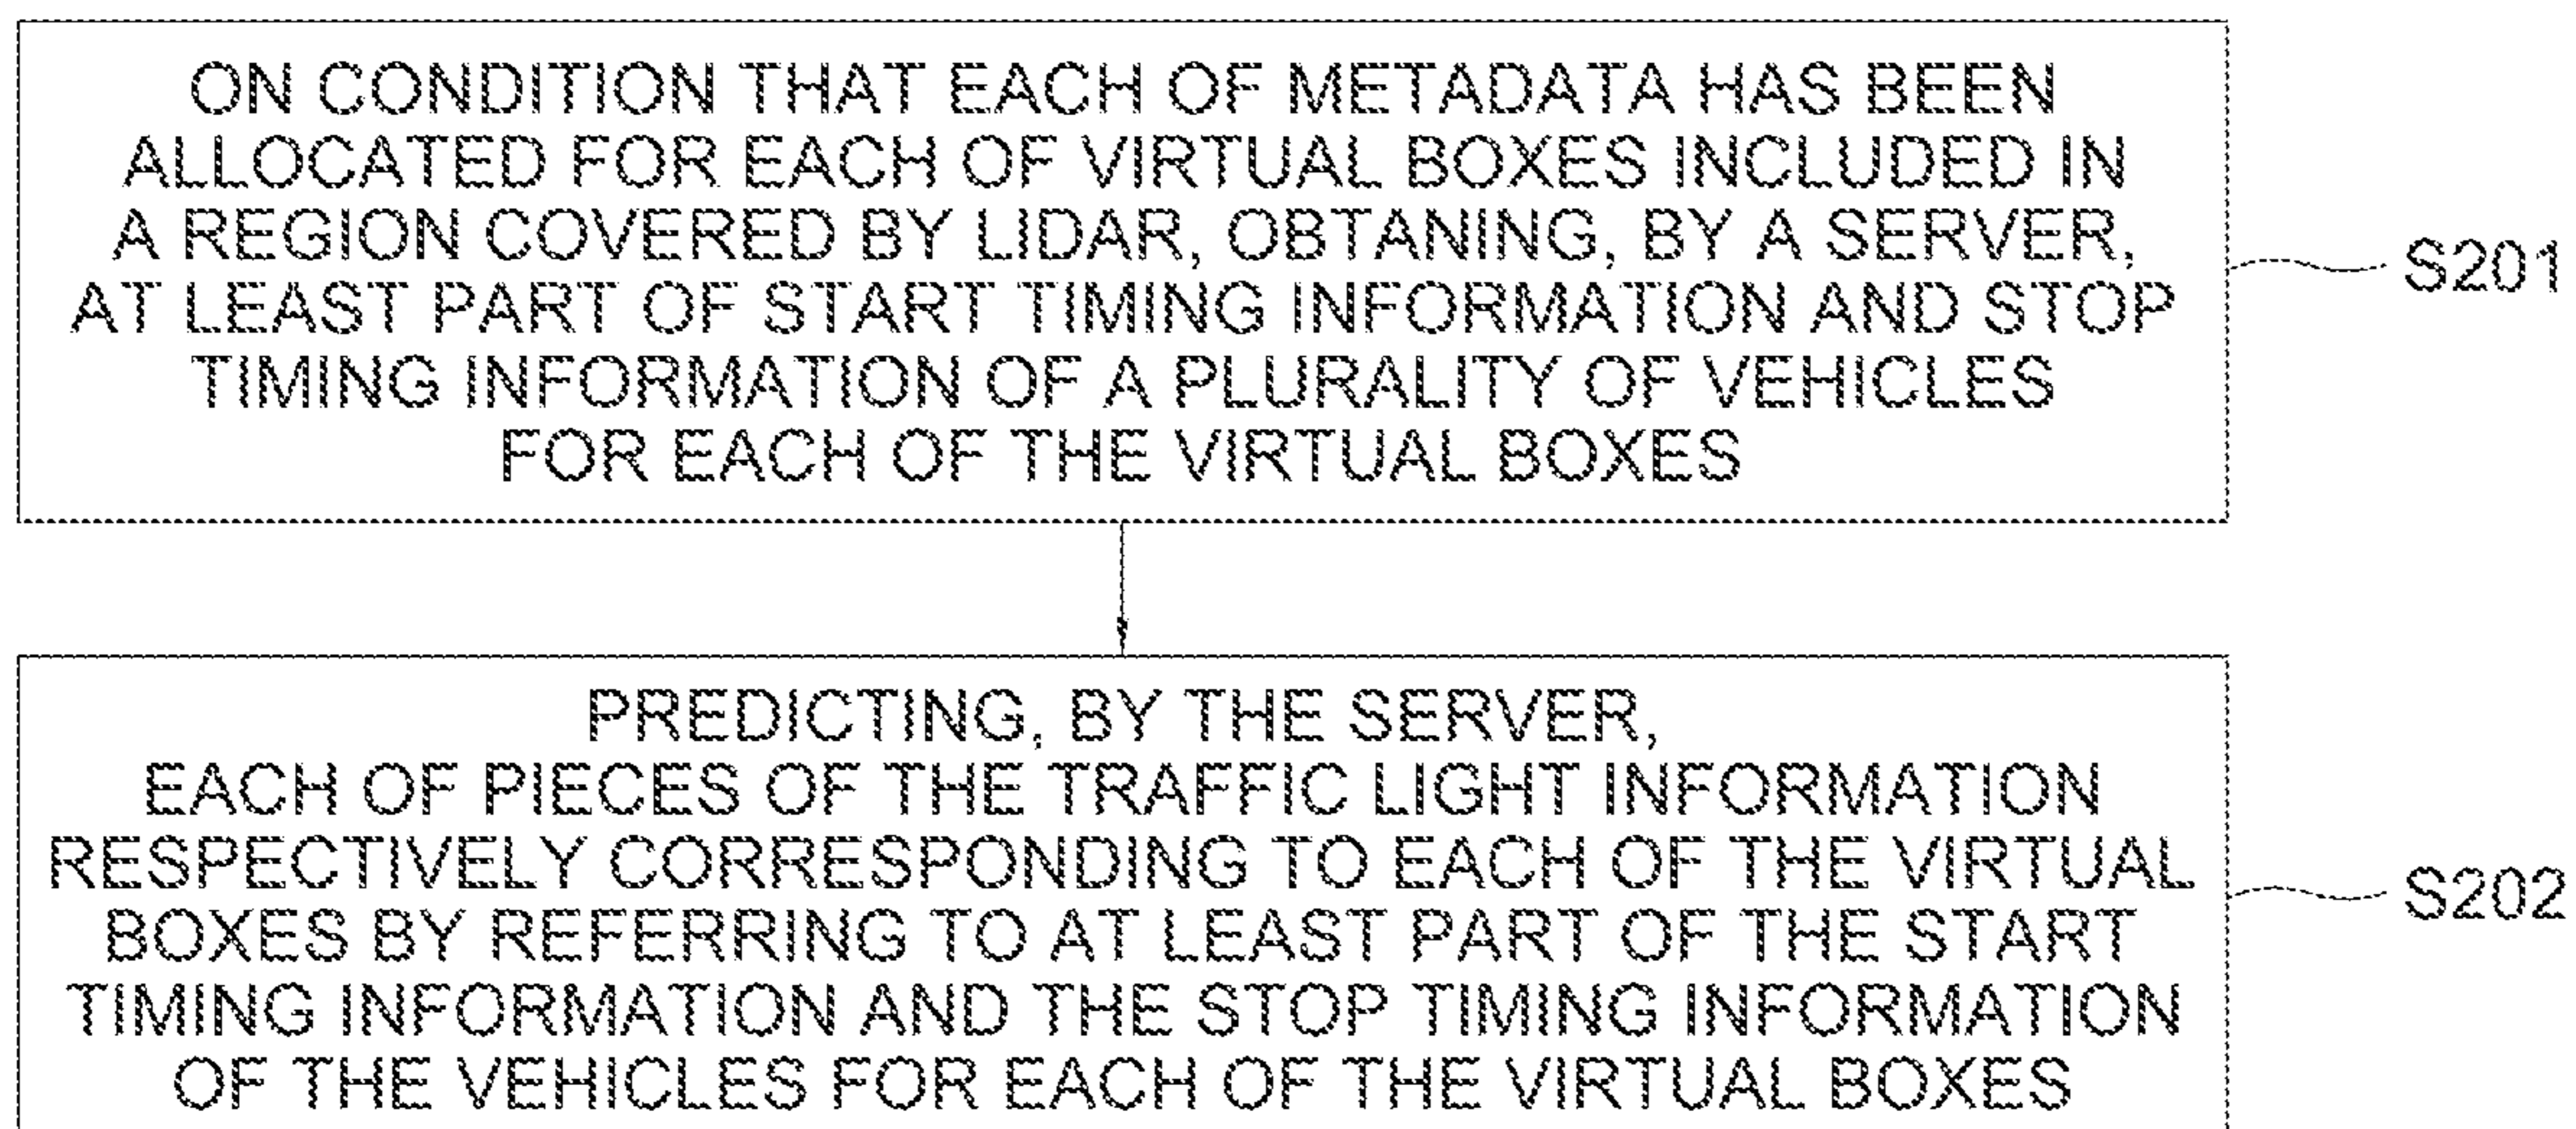 ON CONDITION THAT EACH OF METADATA HAS BEEN
ALLOCATED FOR EACH OF VIRTUAL BOXES INCLUDED IN
A REGION COVERED BY LIDAR, OBTANING, BY A SERVER,
AT LEAST PART OF START TIMING INFORMATION AND STOP
TIMING INFORMATION OF A PLURALITY OF VEHICLES
FOR EACH OF THE VIRTUAL BOXES
S201
PREDICTING, BY THE SERVER,
EACH OF PIECES OF THE TRAFFIC LIGHT INFORMATION
RESPECTIVELY CORRESPONDING TO EACH OF THE VIRTUAL
BOXES BY REFERRING TO AT LEAST PART OF THE START
TIMING INFORMATION AND THE STOP TIMING INFORMATION
OF THE VEHICLES FOR EACH OF THE VIRTUAL BOXES
S202